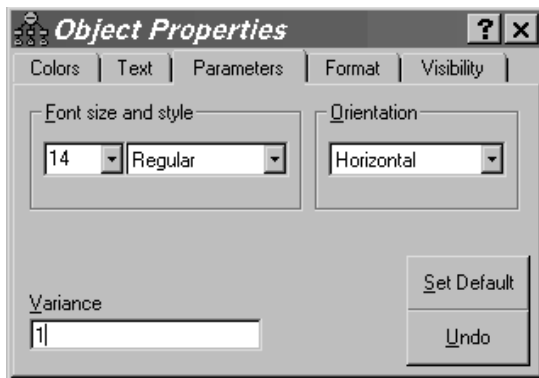 Object Properties ? ×
Colors Text Parameters Format Visibility
Font size and style Orientation
14 Regular Horizontal
Set Default
Variance
1
Undo